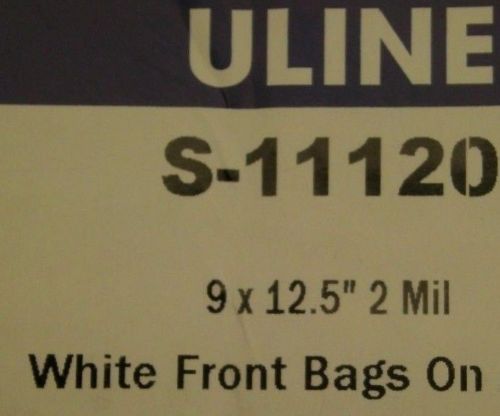 ULINE
S-11120
9 x 12.5" 2 Mil
White Front Bags On